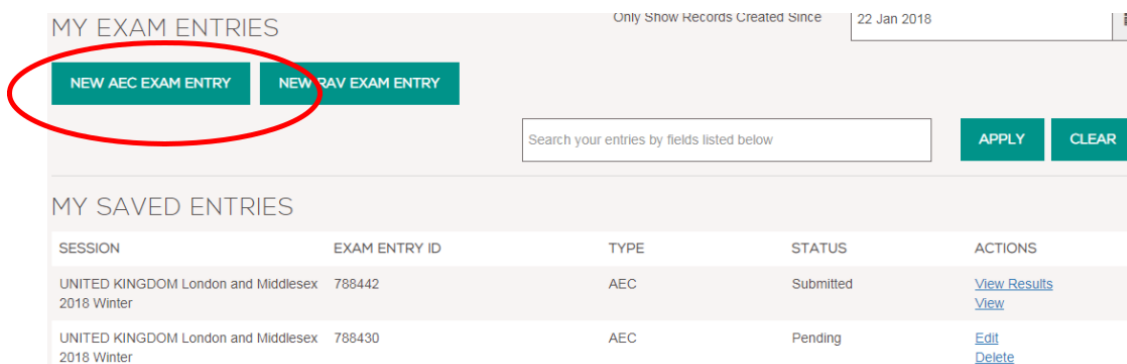 MY EXAM ENTRIES
Only Show Records Created Since 22 Jan 2018
NEW AEC EXAM ENTRY NEW RAV EXAM ENTRY
Search your entries by fields listed below APPLY CLEAR
MY SAVED ENTRIES
SESSION EXAM ENTRY ID TYPE STATUS ACTIONS
UNITED KINGDOM London and Middlesex 788442 AEC Submitted View Results
2018 Winter View
UNITED KINGDOM London and Middlesex 788430 AEC Pending Edit
2018 Winter Delete